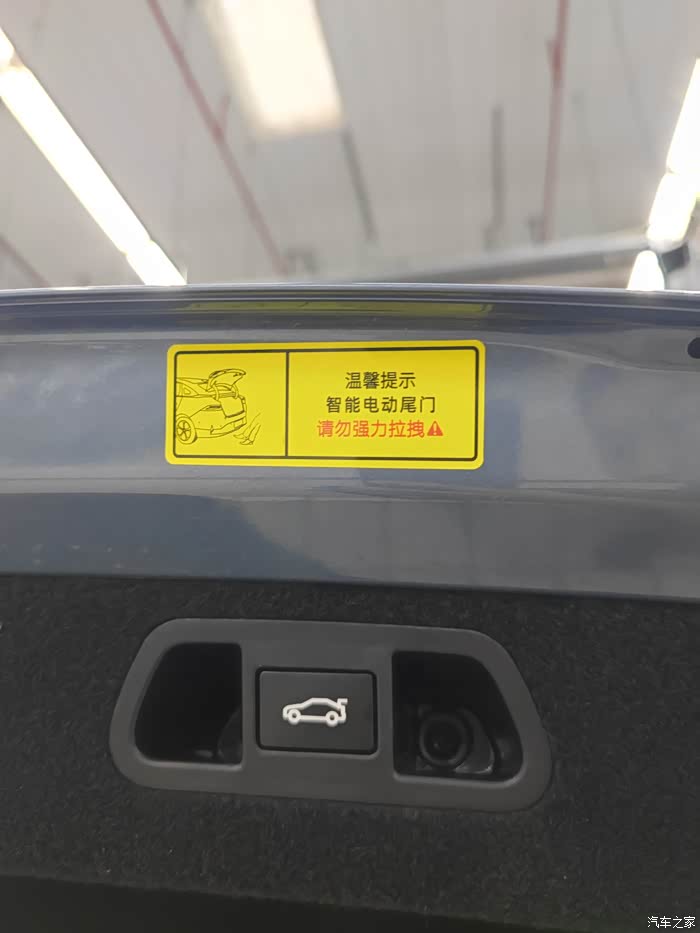 温馨提示
智能电动尾门
请勿强力拉拽
汽车之家